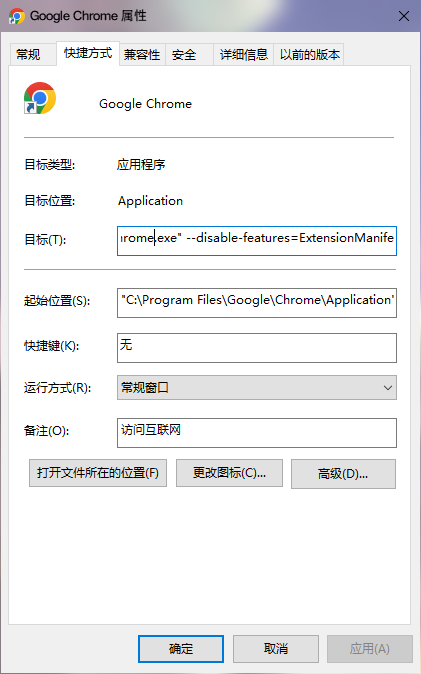 Google Chrome 属性
常规 快捷方式 兼容性 安全 详细信息 以前的版本
Google Chrome
目标类型: 应用程序
目标位置: Application
目标(T): rome.exe" --disable-features=ExtensionManife
起始位置(S): "C:\Program Files\Google\Chrome\Application"
快捷键(K): 无
运行方式(R): 常规窗口
备注(O): 访问互联网
打开文件所在的位置(F) 更改图标(C)... 高级(D)...
确定 取消 应用(A)